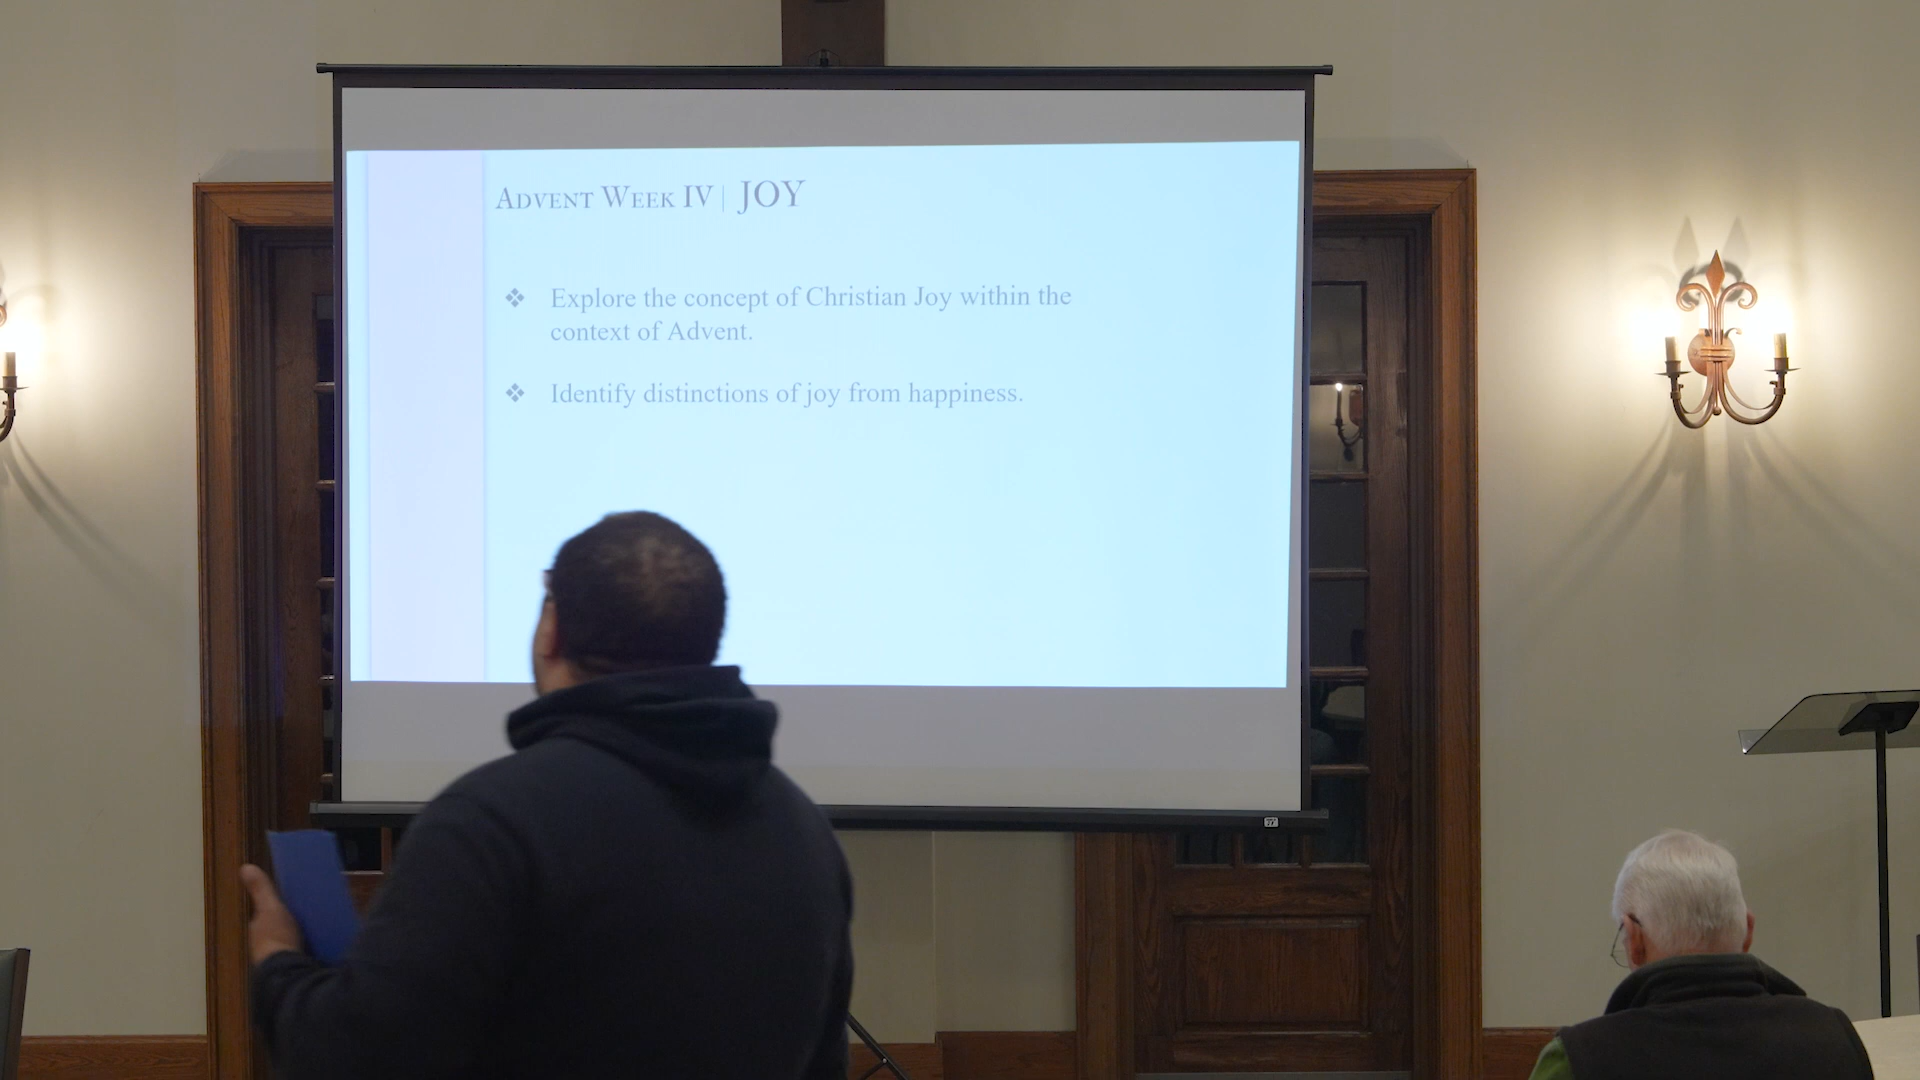 Advent Week IV | JOY
❖ Explore the concept of Christian Joy within the
context of Advent.
❖ Identify distinctions of joy from happiness.